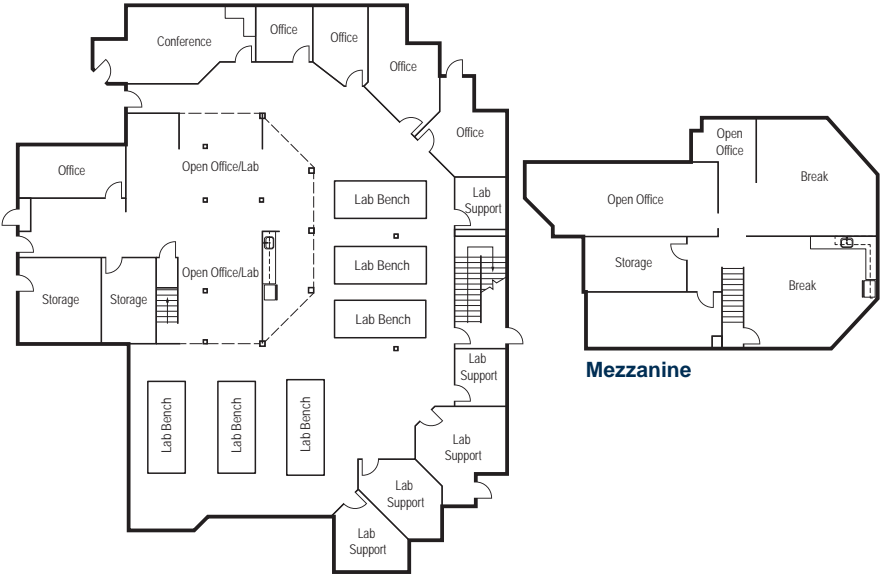 Conference
Office
Office
Office
Office
Open Office/Lab
Office
Lab Bench
Lab
Support
Lab Bench
Open Office/Lab
Storage
Storage
Lab Bench
Lab
Support
Lab Bench
Lab Bench
Lab Bench
Lab
Support
Lab
Support
Lab
Support
Open
Office
Break
Open Office
Storage
Break
Mezzanine